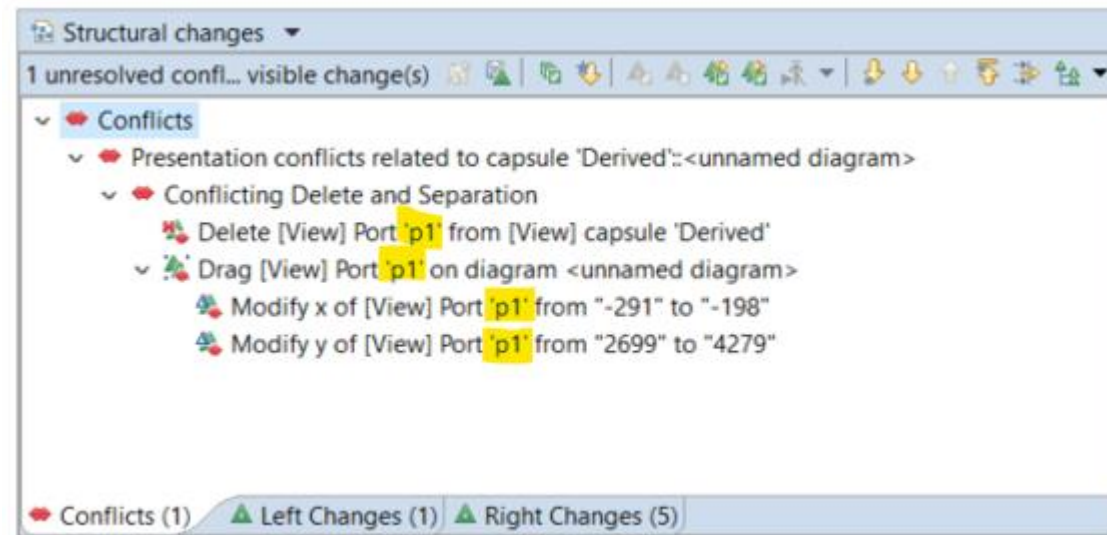 Structural changes
1 unresolved confl... visible change(s)
Conflicts
Presentation conflicts related to capsule 'Derived'::<unnamed diagram>
Conflicting Delete and Separation
Delete [View] Port 'p1' from [View] capsule 'Derived'
Drag [View] Port 'p1' on diagram <unnamed diagram>
Modify x of [View] Port 'p1' from "-291" to "-198"
Modify y of [View] Port 'p1' from "2699" to "4279"
Conflicts (1) Left Changes (1) Right Changes (5)